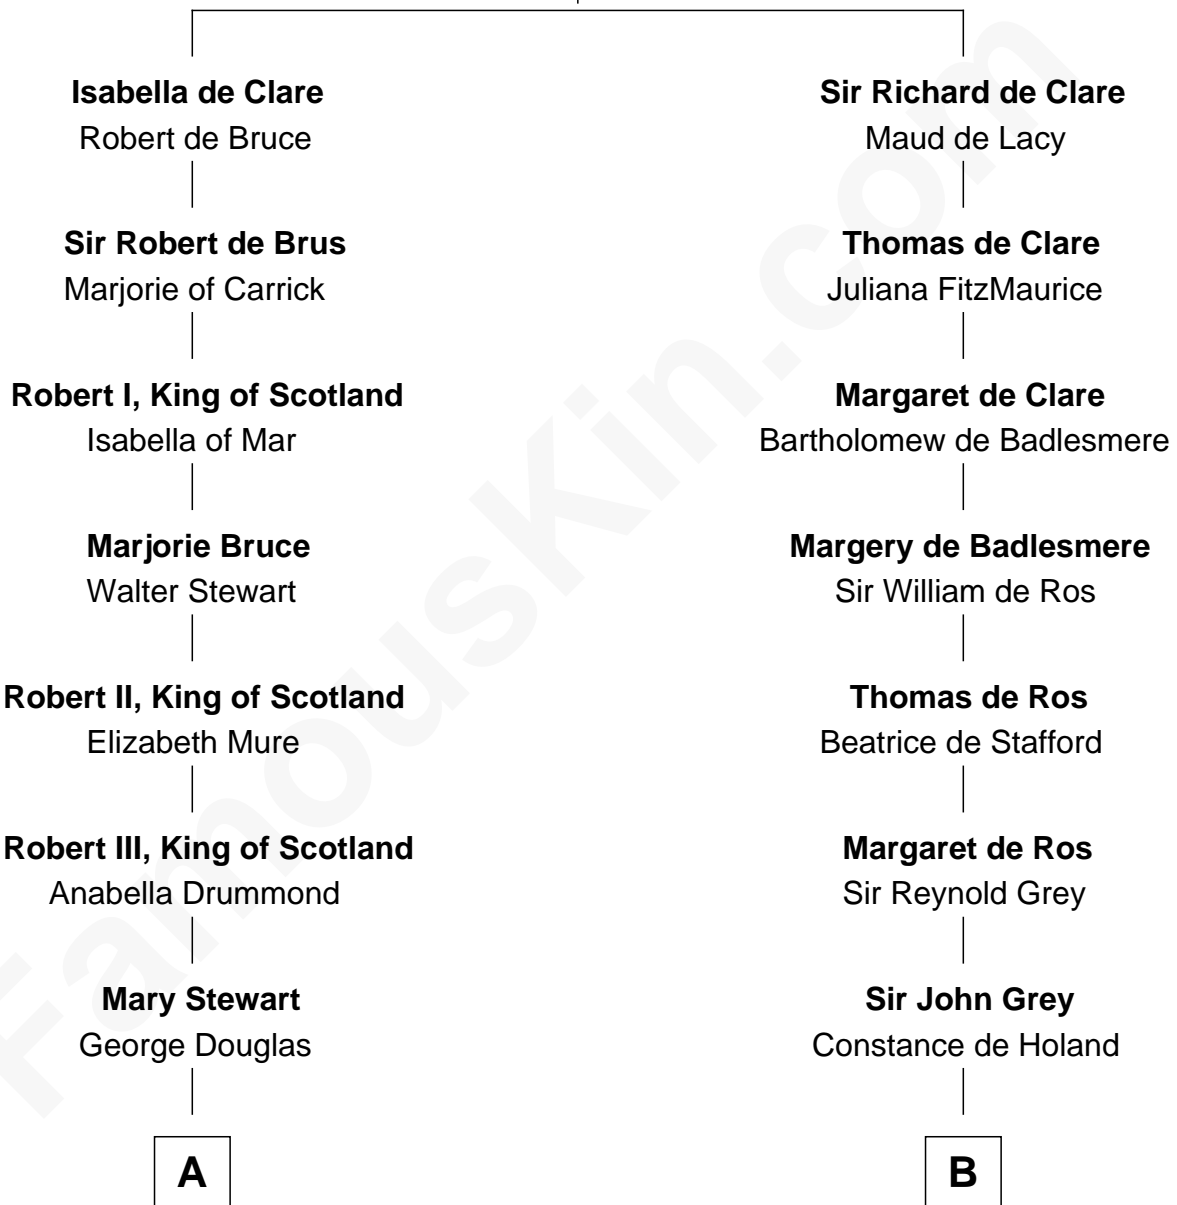 Isabella de Clare
Robert de Bruce
Sir Robert de Brus
Marjorie of Carrick
Robert I, King of Scotland
Isabella of Mar
Marjorie Bruce
Walter Stewart
Robert II, King of Scotland
Elizabeth Mure
Robert III, King of Scotland
Anabella Drummond
Mary Stewart
George Douglas
A
Sir Richard de Clare
Maud de Lacy
Thomas de Clare
Juliana FitzMaurice
Margaret de Clare
Bartholomew de Badlesmere
Margery de Badlesmere
Sir William de Ros
Thomas de Ros
Beatrice de Stafford
Margaret de Ros
Sir Reynold Grey
Sir John Grey
Constance de Holand
B
FamousKin.com